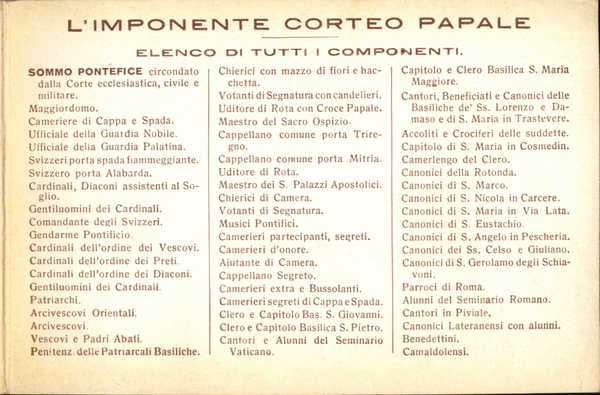 L'IMPONENTE CORTEO PAPALE
ELENCO DI TUTTI I COMPONENTI.
SOMMO PONTEFICE circondato
dalla Corte ecclesiastica, civile e
militare.
Maggiordomo.
Cameriere di Cappa e Spada.
Ufficiale della Guardia Nobile.
Ufficiale della Guardia Palatina.
Svizzeri porta spada fiammeggiante.
Svizzero porta Alabarda.
Cardinali, Diaconi assistenti al So-
glio.
Gentiluomini dei Cardinali.
Comandante degli Svizzeri.
Gendarme Pontificio.
Cardinali dell'ordine dei Vescovi.
Cardinali dell'ordine dei Preti.
Cardinali dell'ordine dei Diaconi.
Gentiluomini dei Cardinali.
Patriarchi.
Arcivescovi Orientali.
Arcivescovi.
Vescovi e Padri Abati.
Penitenz. delle Patriarcali Basiliche.
Chierici con mazzo di fiori e bac-
chetta.
Votanti di Segnatura con candelieri.
Uditore di Rota con Croce Papale.
Maestro del Sacro Ospizio.
Cappellano comune porta Trire-
gno.
Cappellano comune porta Mitria.
Uditore di Rota.
Maestro dei S. Palazzi Apostolici.
Chierici di Camera.
Votanti di Segnatura.
Musici Pontifici.
Camerieri partecipanti, segreti.
Camerieri d'onore.
Aiutante di Camera.
Cappellano Segreto.
Camerieri extra e Bussolanti.
Camerieri segreti di Cappa e Spada.
Clero e Capitolo Bas. S. Giovanni.
Clero e Capitolo Basilica S. Pietro.
Cantori e Alunni del Seminario
Vaticano.
Capitolo e Clero Basilica S. Maria
Maggiore.
Cantori, Beneficiati e Canonici delle
Basiliche de' Ss. Lorenzo e Da-
maso e di S. Maria in Trastevere.
Accoliti e Crociferi delle suddette.
Capitolo di S. Maria in Cosmedin.
Camerlengo del Clero.
Canonici della Rotonda.
Canonici di S. Marco.
Canonici di S. Nicola in Carcere.
Canonici di S. Maria in Via Lata.
Canonici di S. Eustachio.
Canonici di S. Angelo in Pescheria.
Canonici dei Ss. Celso e Giuliano.
Canonici di S. Gerolamo degli Schia-
voni.
Parroci di Roma.
Alunni del Seminario Romano.
Cantori in Piviale.
Canonici Lateranensi con alunni.
Benedettini.
Camaldolensi.